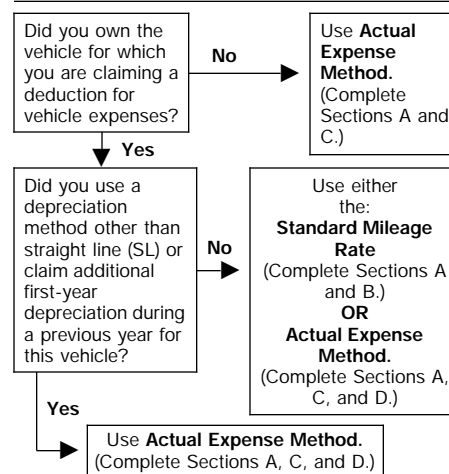 Did you own the
vehicle for which
you are claiming a
deduction for
vehicle expenses?
No
Use Actual
Expense
Method.
(Complete
Sections A and
C.)
Yes
Did you use a
depreciation
method other than
straight line (SL) or
claim additional
first-year
depreciation during
a previous year for
this vehicle?
No
Use either
the:
Standard Mileage
Rate
(Complete Sections A
and B.)
OR
Actual Expense
Method.
(Complete Sections A,
C, and D.)
Yes
Use Actual Expense Method.
(Complete Sections A, C, and D.)